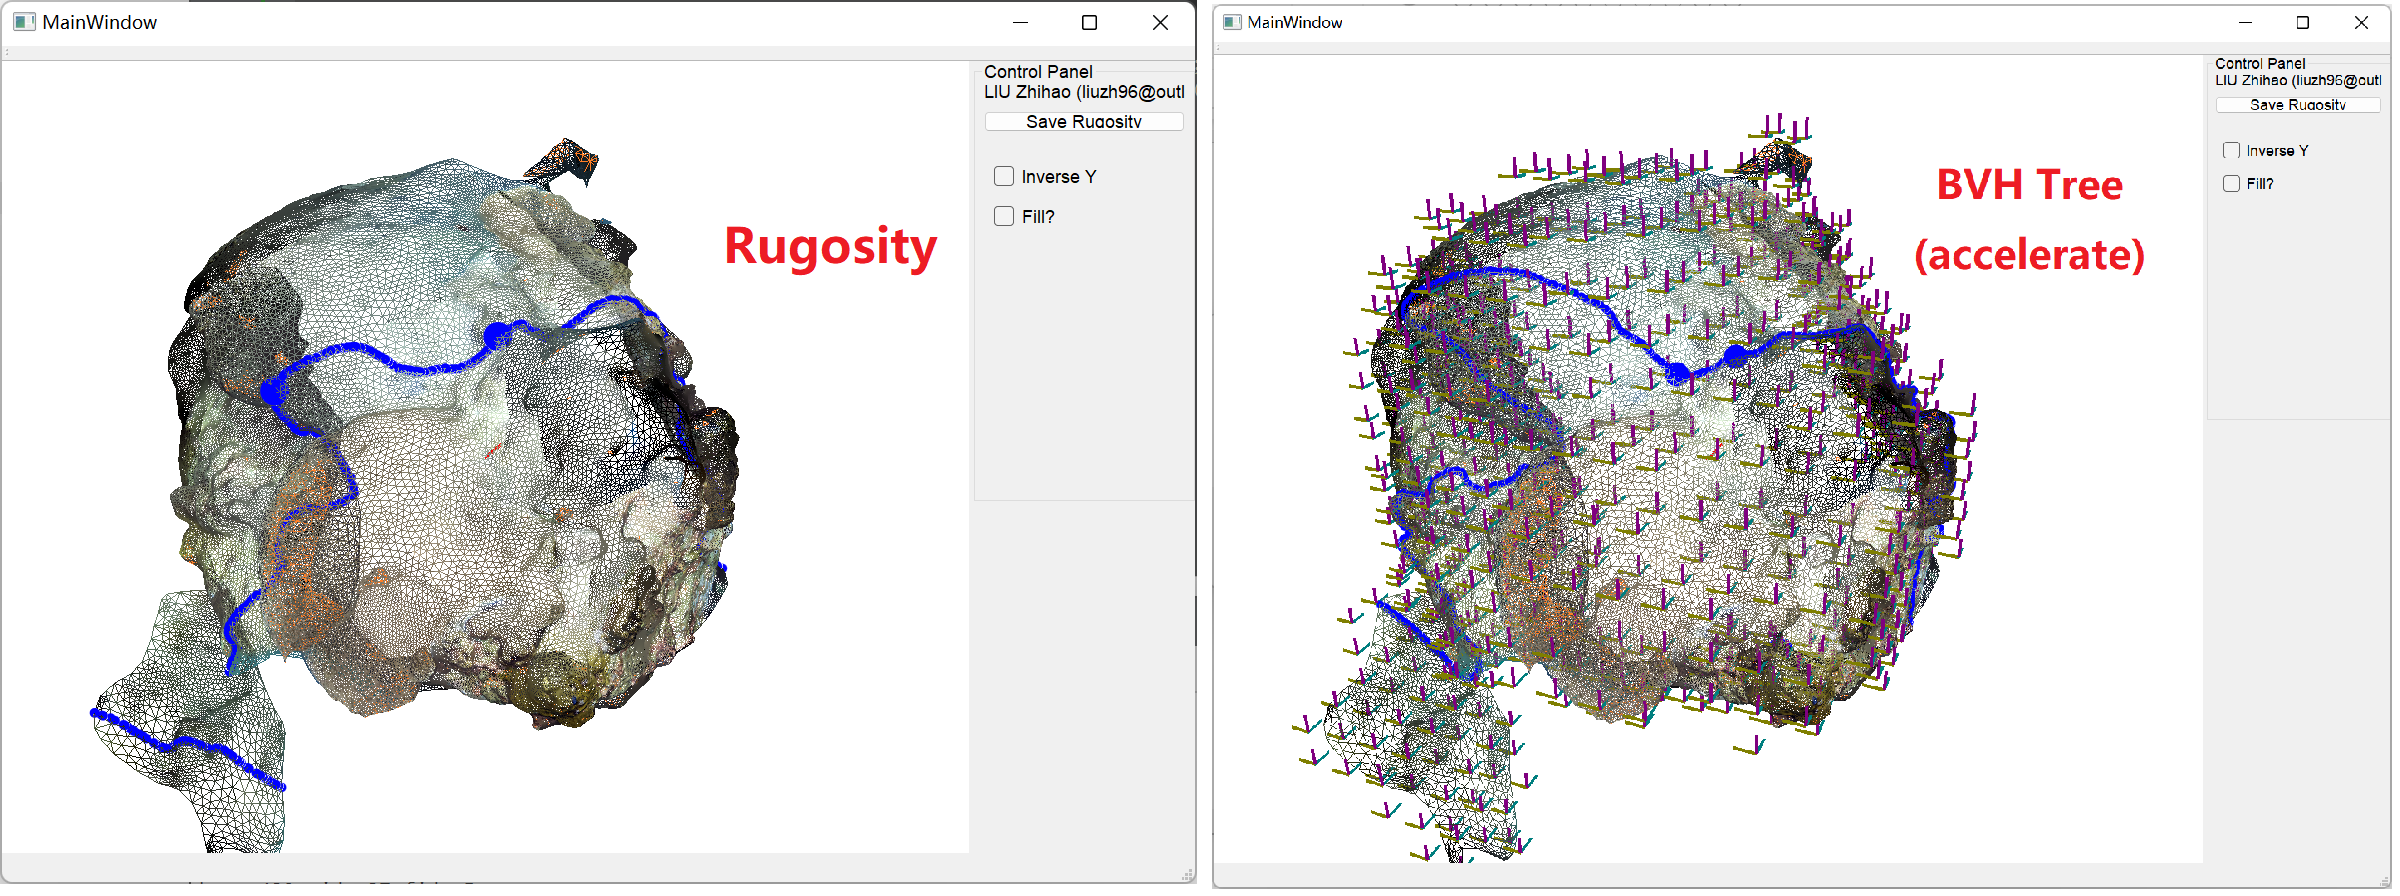 MainWindow
Control Panel
LIU Zhihao (liuzh96@outl
Save Rugosity
Inverse Y
Fill?
Rugosity
MainWindow
Control Panel
LIU Zhihao (liuzh96@outl
Save Rugosity
Inverse Y
Fill?
BVH Tree
(accelerate)